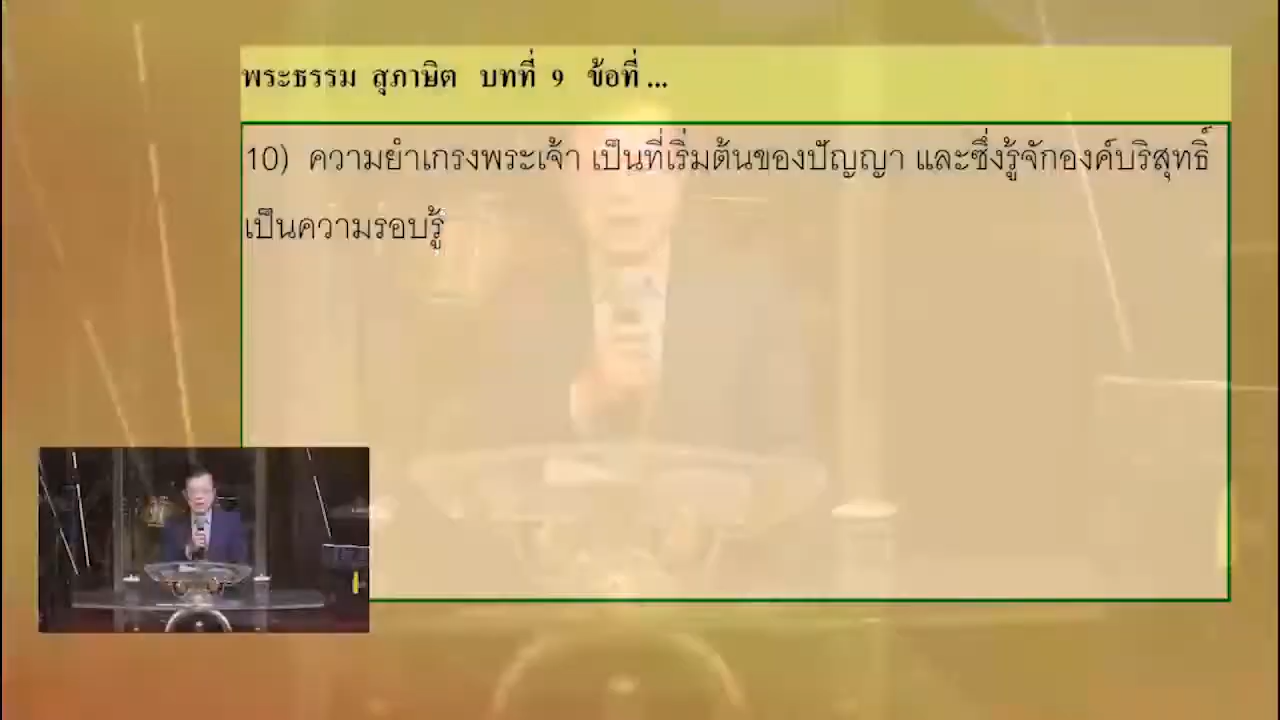 พระธรรม สุภาษิต บทที่ 9 ข้อที่ ...
10) ความยำเกรงพระเจ้า เป็นที่เริ่มต้นของปัญญา และซึ่งรู้จักองค์บริสุทธิ์
เป็นความรอบรู้